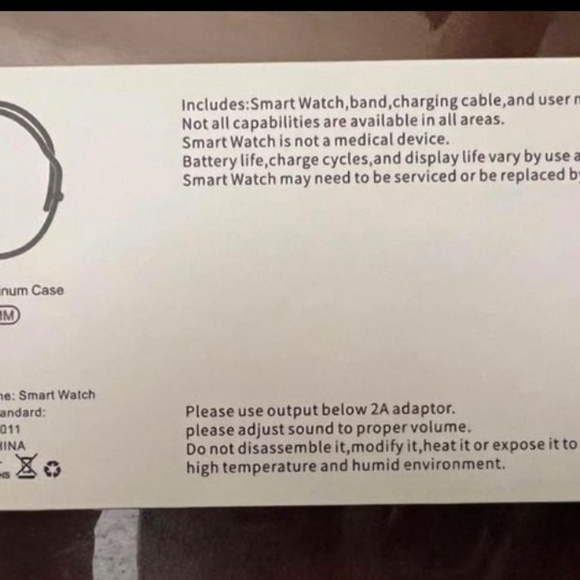 Includes:Smart Watch,band,charging cable,and user
Not all capabilities are available in all areas.
Smart Watch is not a medical device.
Battery life,charge cycles,and display life vary by use
Smart Watch may need to be serviced or be replaced by
num Case
MM
ne: Smart Watch
andard:
011
HINA
Please use output below 2A adaptor.
please adjust sound to proper volume.
Do not disassemble it,modify it,heat it or expose it to
high temperature and humid environment.